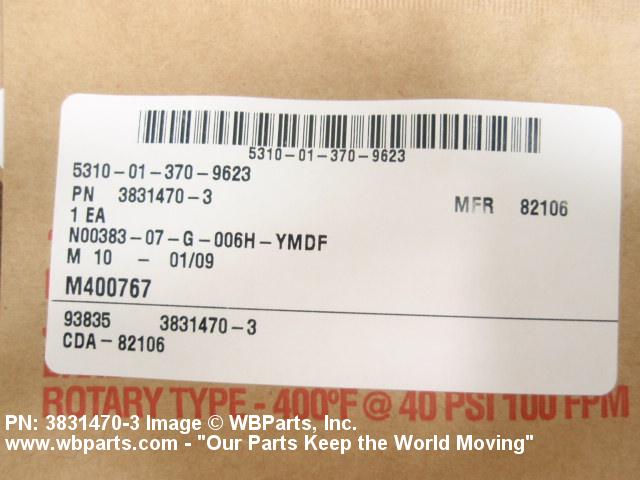 5310-01-370-9623
5310-01-370-9623
PN 3831470-3 MFR 82106
1 EA
N00383-07-G-006H-YMDF
M 10 - 01/09
M400767
93835 3831470-3
CDA-82106
ROTARY TYPE - 400°F @ 40 PSI 100 FPM
PN: 3831470-3 Image © WBParts, Inc.
www.wbparts.com - "Our Parts Keep the World Moving"